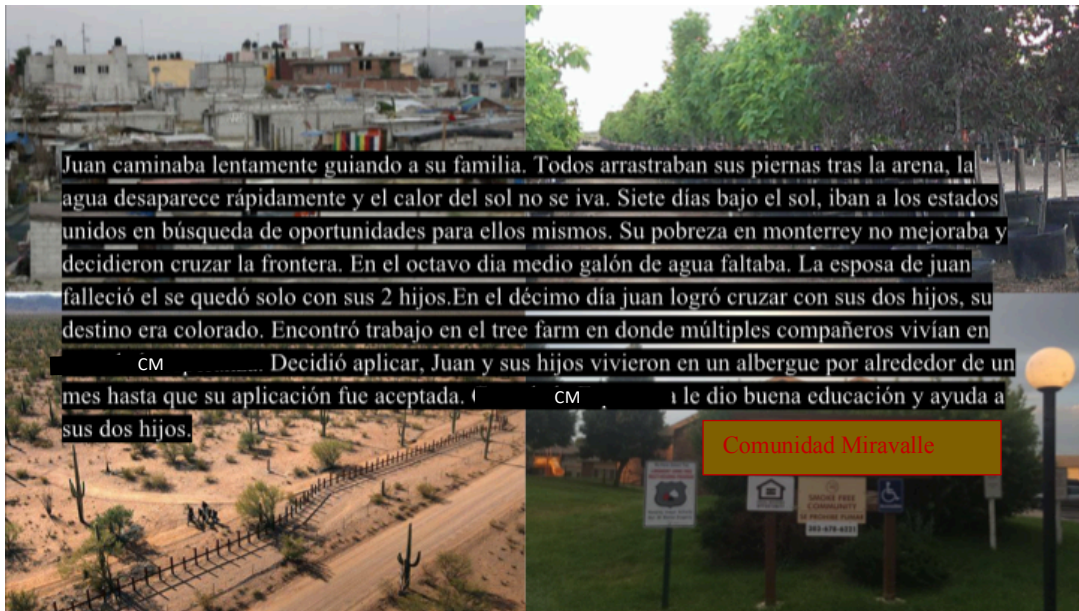 Juan caminaba lentamente guiando a su familia. Todos arrastraban sus piernas tras la arena, la
agua desaparece rápidamente y el calor del sol no se iva. Siete días bajo el sol, iban a los estados
unidos en búsqueda de oportunidades para ellos mismos. Su pobreza en monterrey no mejoraba y
decidieron cruzar la frontera. En el octavo dia medio galón de agua faltaba. La esposa de juan
falleció el se quedó solo con sus 2 hijos.En el décimo día juan logró cruzar con sus dos hijos, su
destino era colorado. Encontró trabajo en el tree farm en donde múltiples compañeros vivían en
CM Decidió aplicar, Juan y sus hijos vivieron en un albergue por alrededor de un
mes hasta que su aplicación fue aceptada. CM le dio buena educación y ayuda a
sus dos hijos.
Comunidad Miravalle
SMOKE FREE
COMMUNITY
SE PROHIBE FUMAR